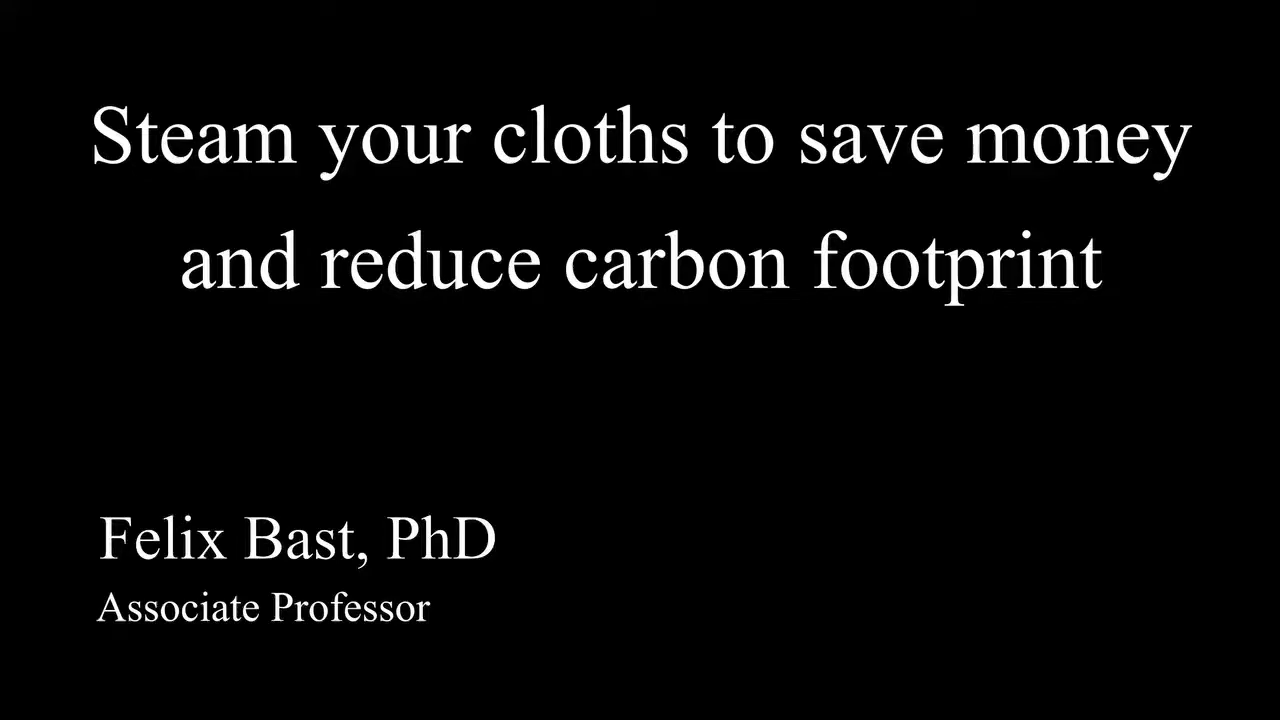 Steam your cloths to save money
and reduce carbon footprint
Felix Bast, PhD
Associate Professor